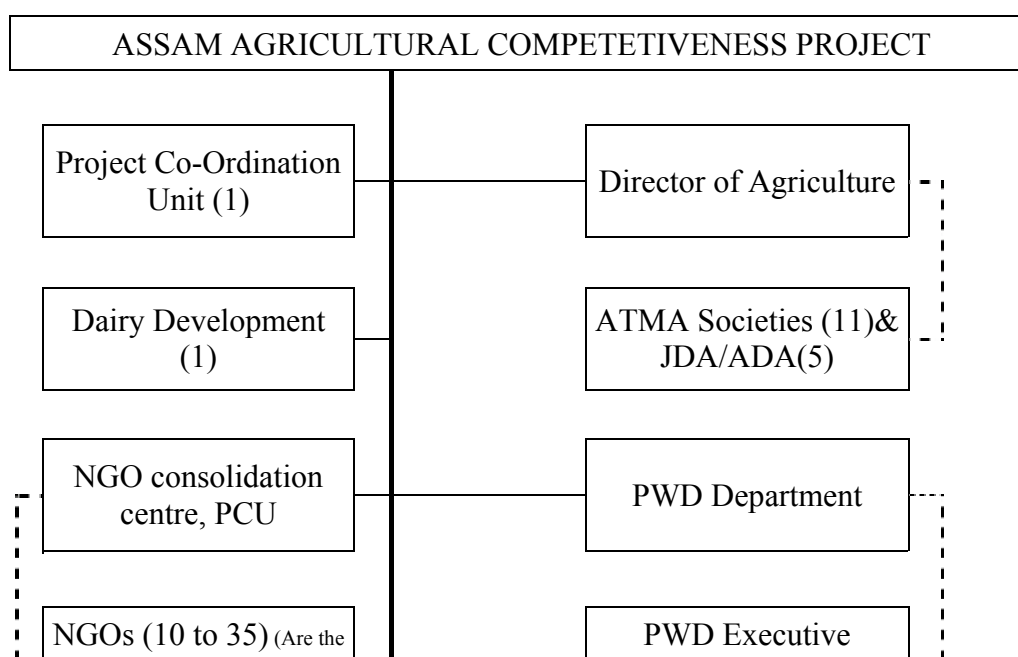 ASSAM AGRICULTURAL COMPETETIVENESS PROJECT
Project Co-Ordination
Unit (1)
Director of Agriculture
Dairy Development
(1)
ATMA Societies (11)&
JDA/ADA(5)
NGO consolidation
centre, PCU
PWD Department
NGOs (10 to 35) (Are the
PWD Executive